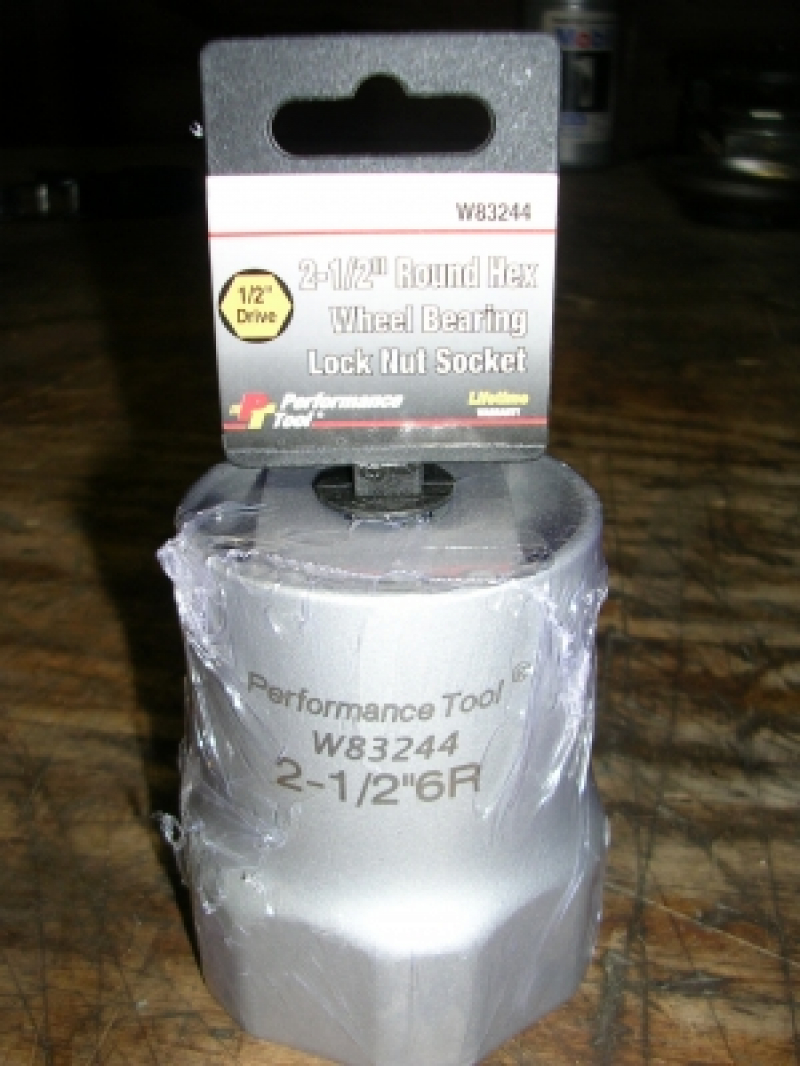 W83244
2-1/2" Round Hex
1/2"
Drive
Wheel Bearing
Lock Nut Socket
Performance
Tool®
Lifetime
WARRANTY
Performance Tool®
W83244
2-1/2"6R